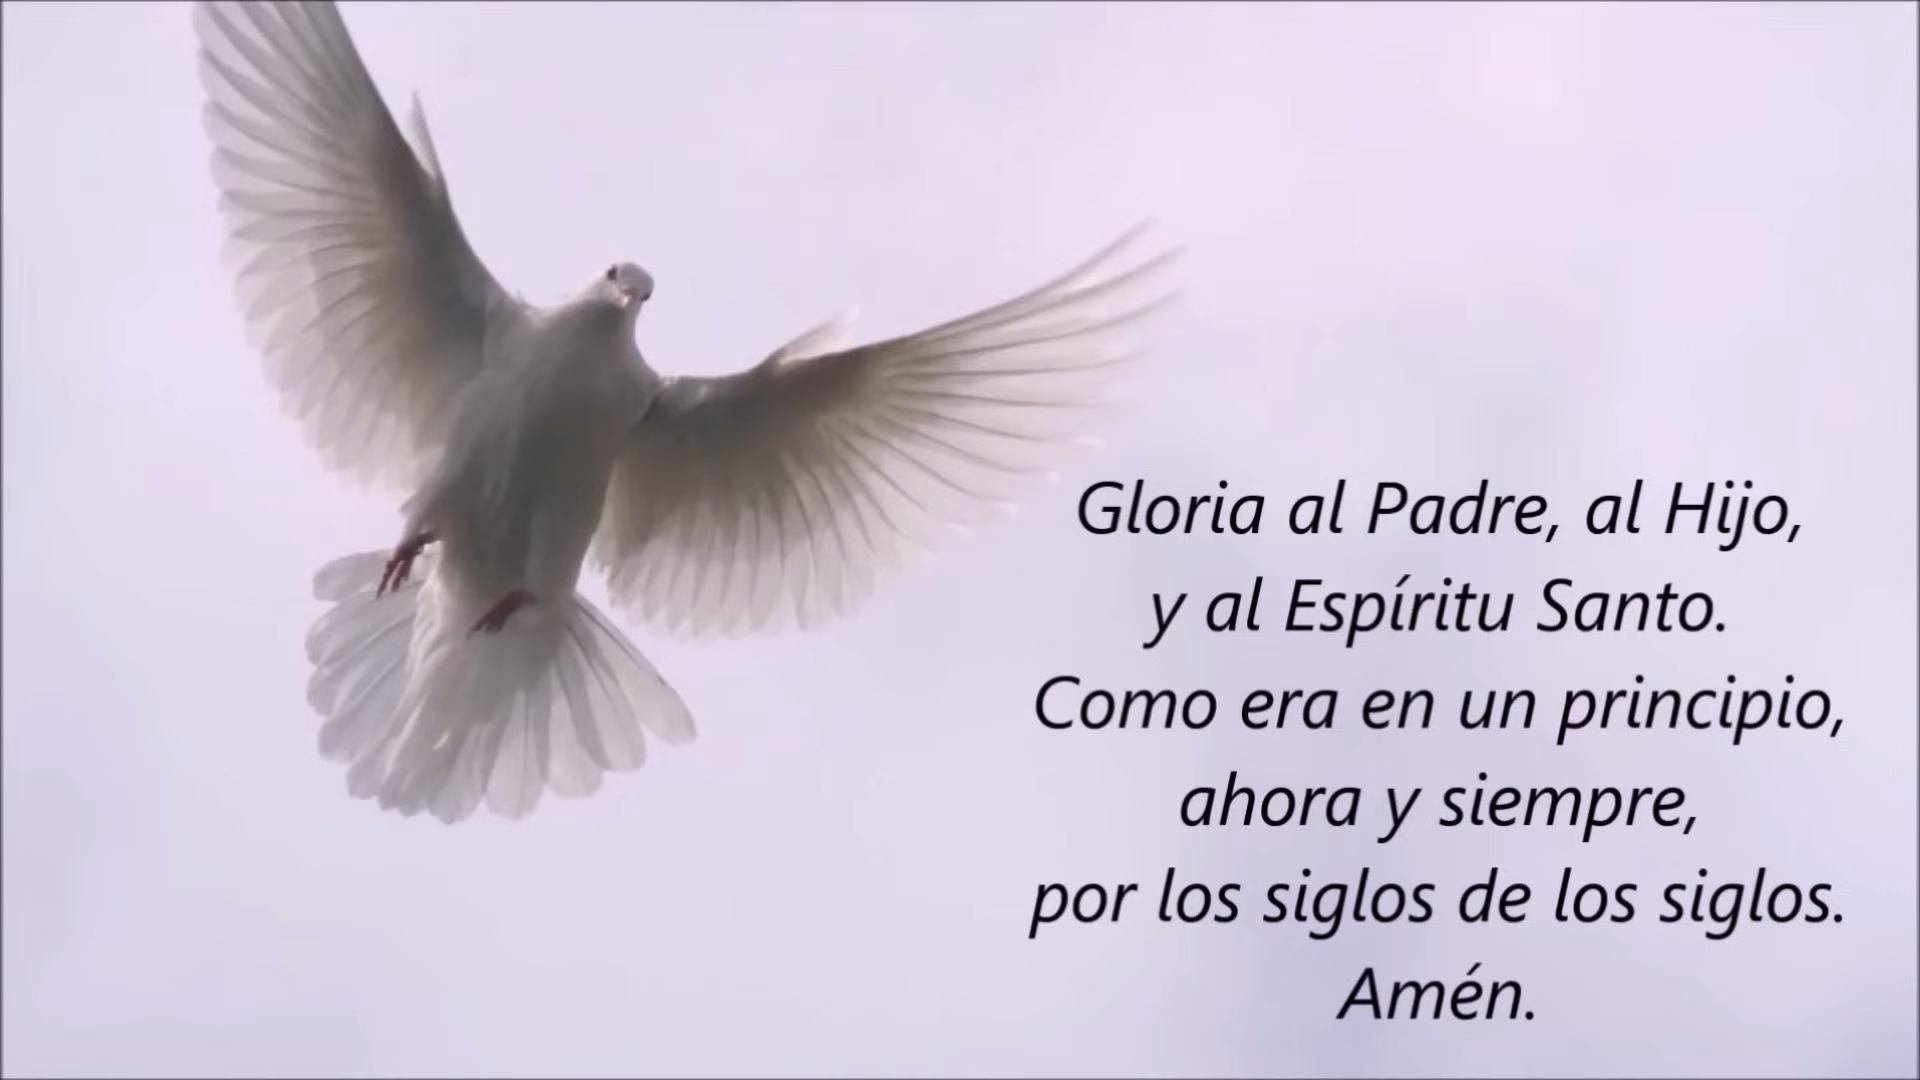 Gloria al Padre, al Hijo,
y al Espíritu Santo.
Como era en un principio,
ahora y siempre,
por los siglos de los siglos.
Amén.